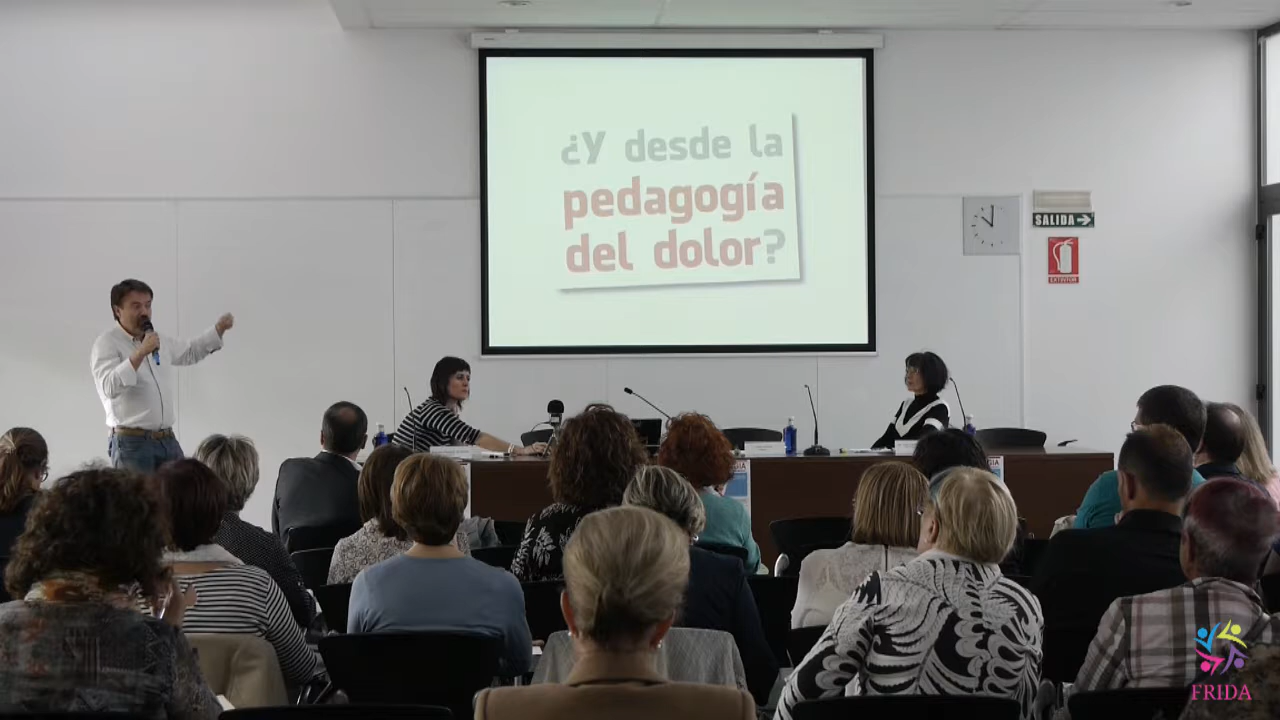 ¿Y desde la
pedagogía
del dolor?
SALIDA
EXTINTOR
FRIDA